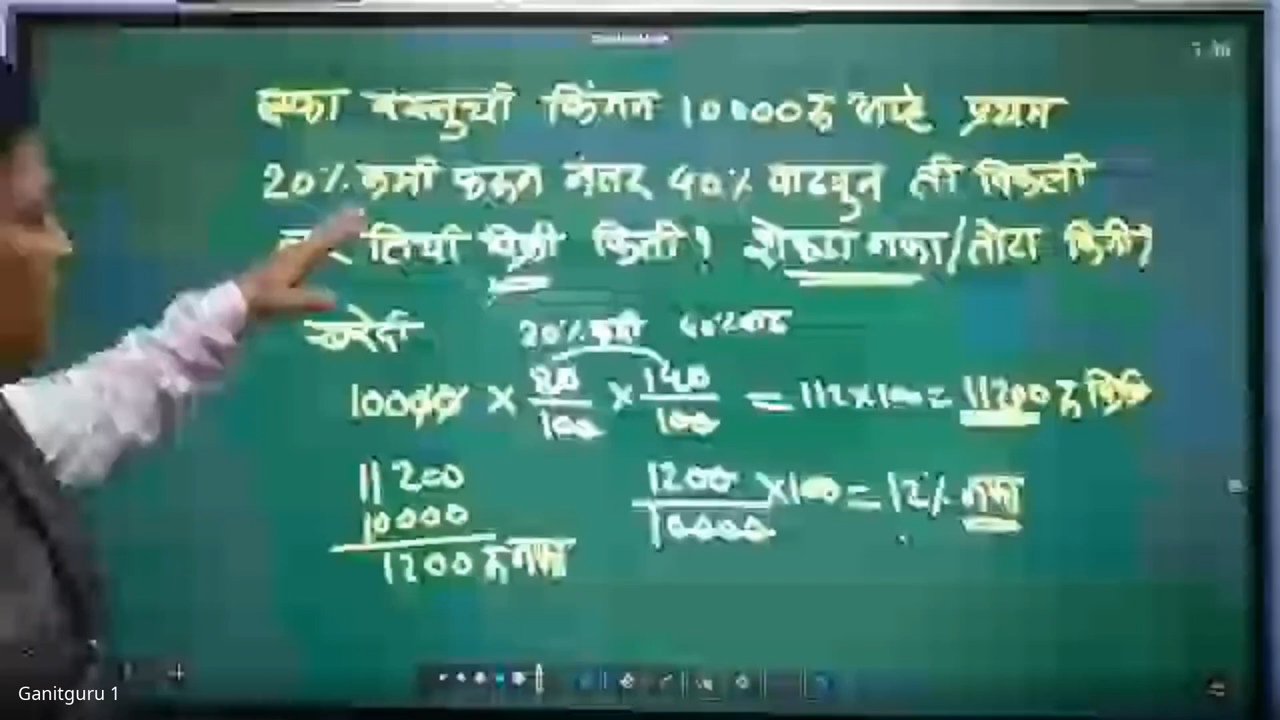 एका वस्तुची किंमत 10000रु आहे प्रथम
20% कमी करून नंतर 40% वाढवुन ती विकली
तर तिची विक्री किती? शेकडा नफा/तोटा किती?
खरेदी 20% कमी 40% वाढ
10000 × 80/100 × 140/100 = 112×100 = 11200 रु विक्री
11200
10000
1200 रु नफा
1200/10000 ×100 = 12% नफा
Ganitguru 1